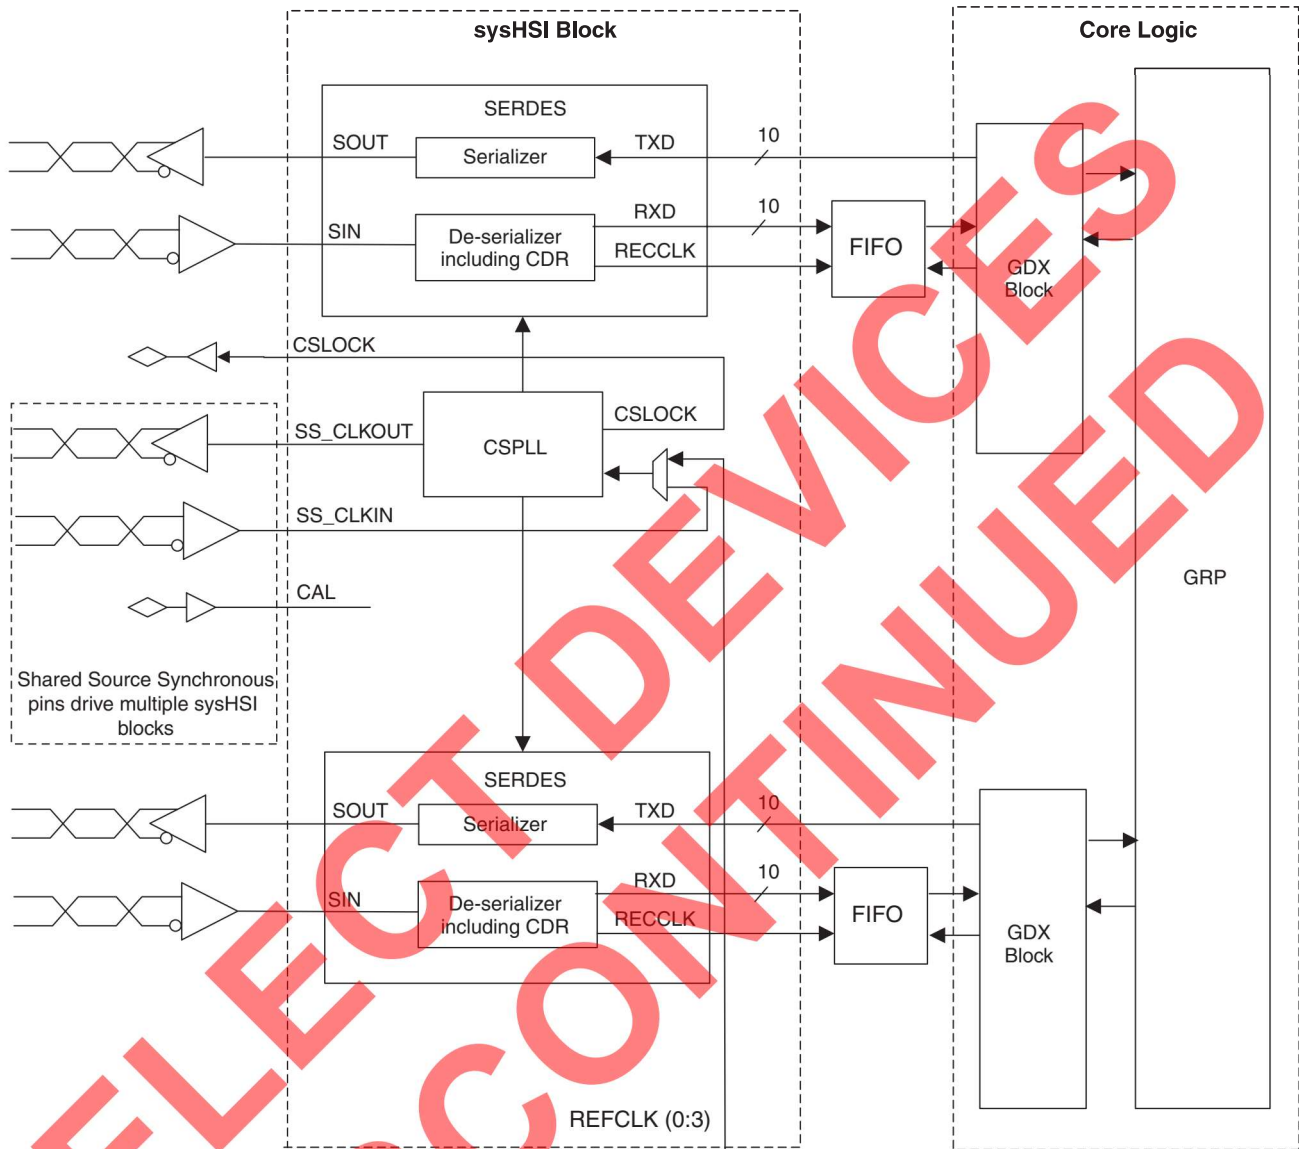 sysHSI Block
Core Logic
SERDES
SOUT
Serializer
TXD
10
SIN
De-serializer
including CDR
RXD
10
RECCLK
FIFO
GDX
Block
CSLOCK
CSLOCK
SS_CLKOUT
CSPLL
SS_CLKIN
CAL
GRP
Shared Source Synchronous
pins drive multiple sysHSI
blocks
SERDES
SOUT
Serializer
TXD
10
SIN
De-serializer
including CDR
RXD
10
RECCLK
FIFO
GDX
Block
REFCLK (0:3)
ELECT DEVICES
CONTINUED